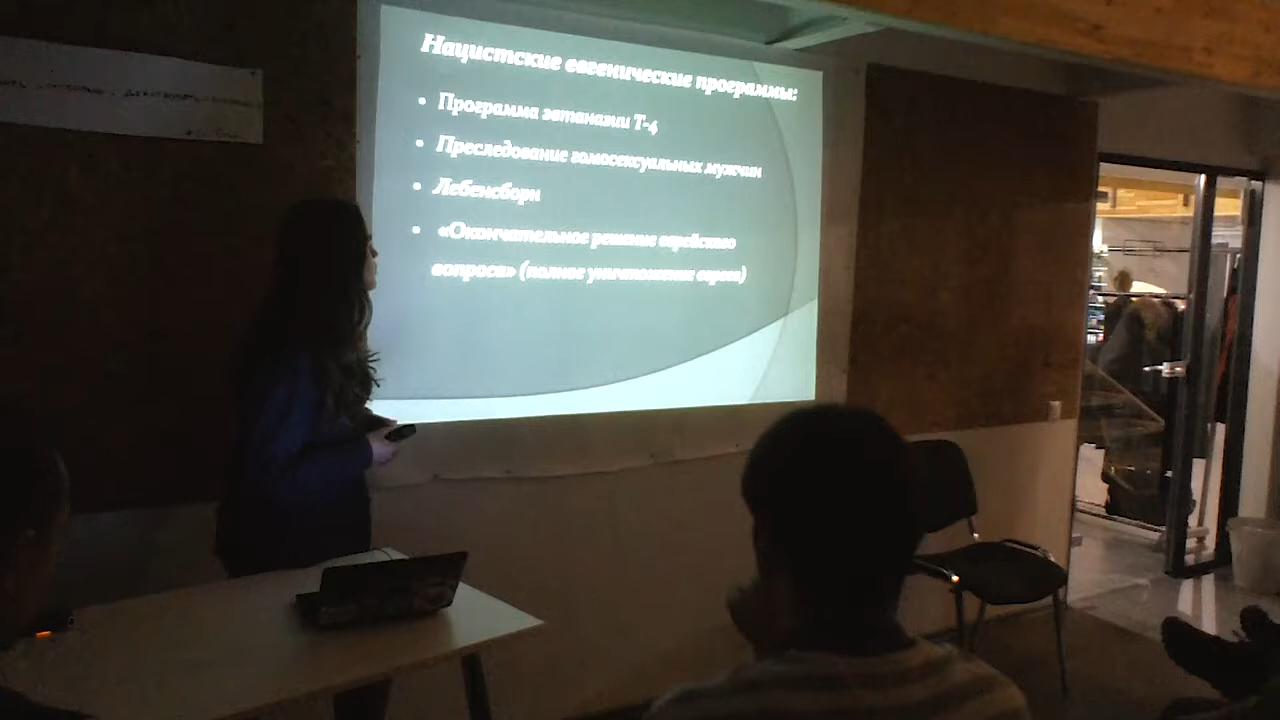 Нацистские евгенические программы:
• Программа эвтаназии Т-4
• Преследование гомосексуальных мужчин
• Лебенсборн
• «Окончательное решение еврейского
вопроса» (полное уничтожение евреев)